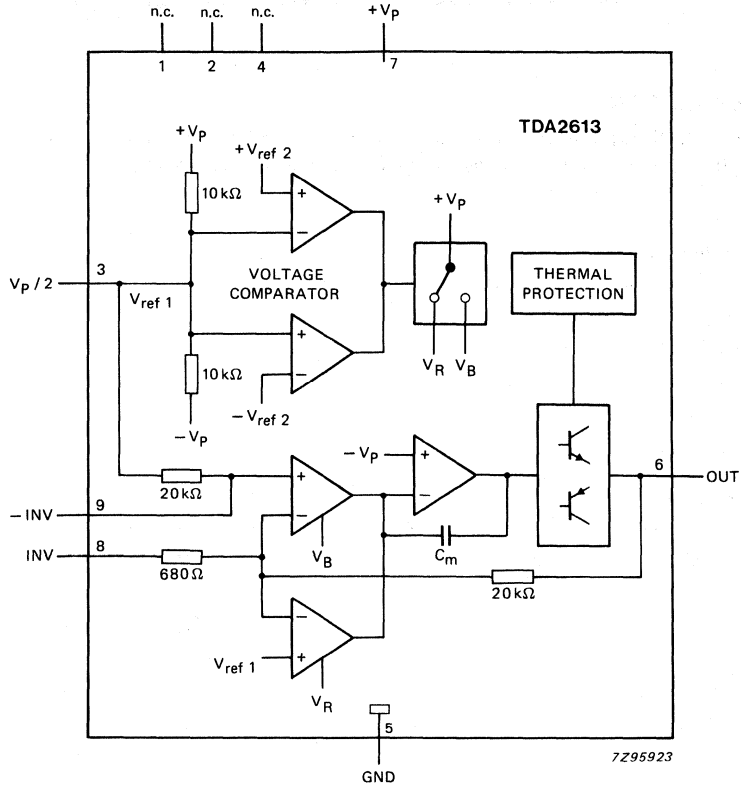 n.c. n.c. n.c. +VP
1 2 4 7
TDA2613
+VP
+Vref 2
10 kΩ
+
−
+VP
3
VP / 2
Vref 1
VOLTAGE
COMPARATOR
THERMAL
PROTECTION
+
−
10 kΩ
VR VB
−Vref 2
−VP
−VP
+
−
6
OUT
20 kΩ
+
−
9
−INV
VB
Cm
8
INV
680 Ω
20 kΩ
−
+
Vref 1
VR
5
7Z95923
GND